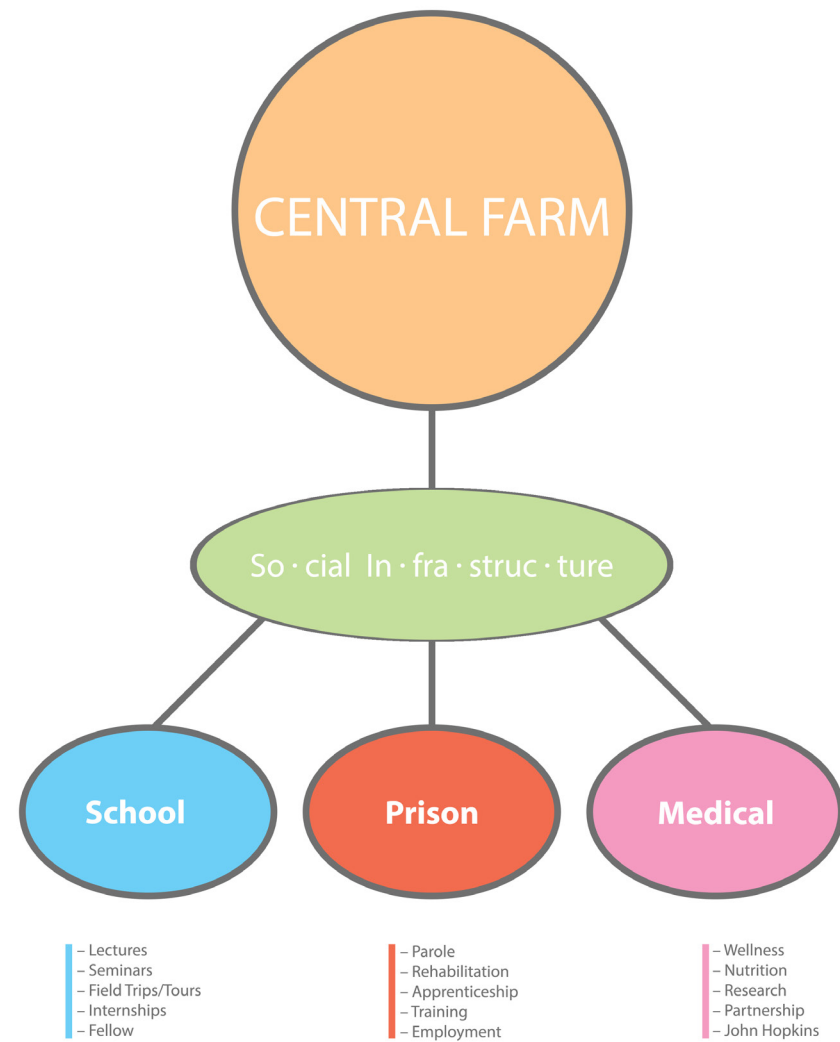 CENTRAL FARM
So · cial In · fra · struc · ture
School
Prison
Medical
– Lectures
– Seminars
– Field Trips/Tours
– Internships
– Fellow
– Parole
– Rehabilitation
– Apprenticeship
– Training
– Employment
– Wellness
– Nutrition
– Research
– Partnership
– John Hopkins